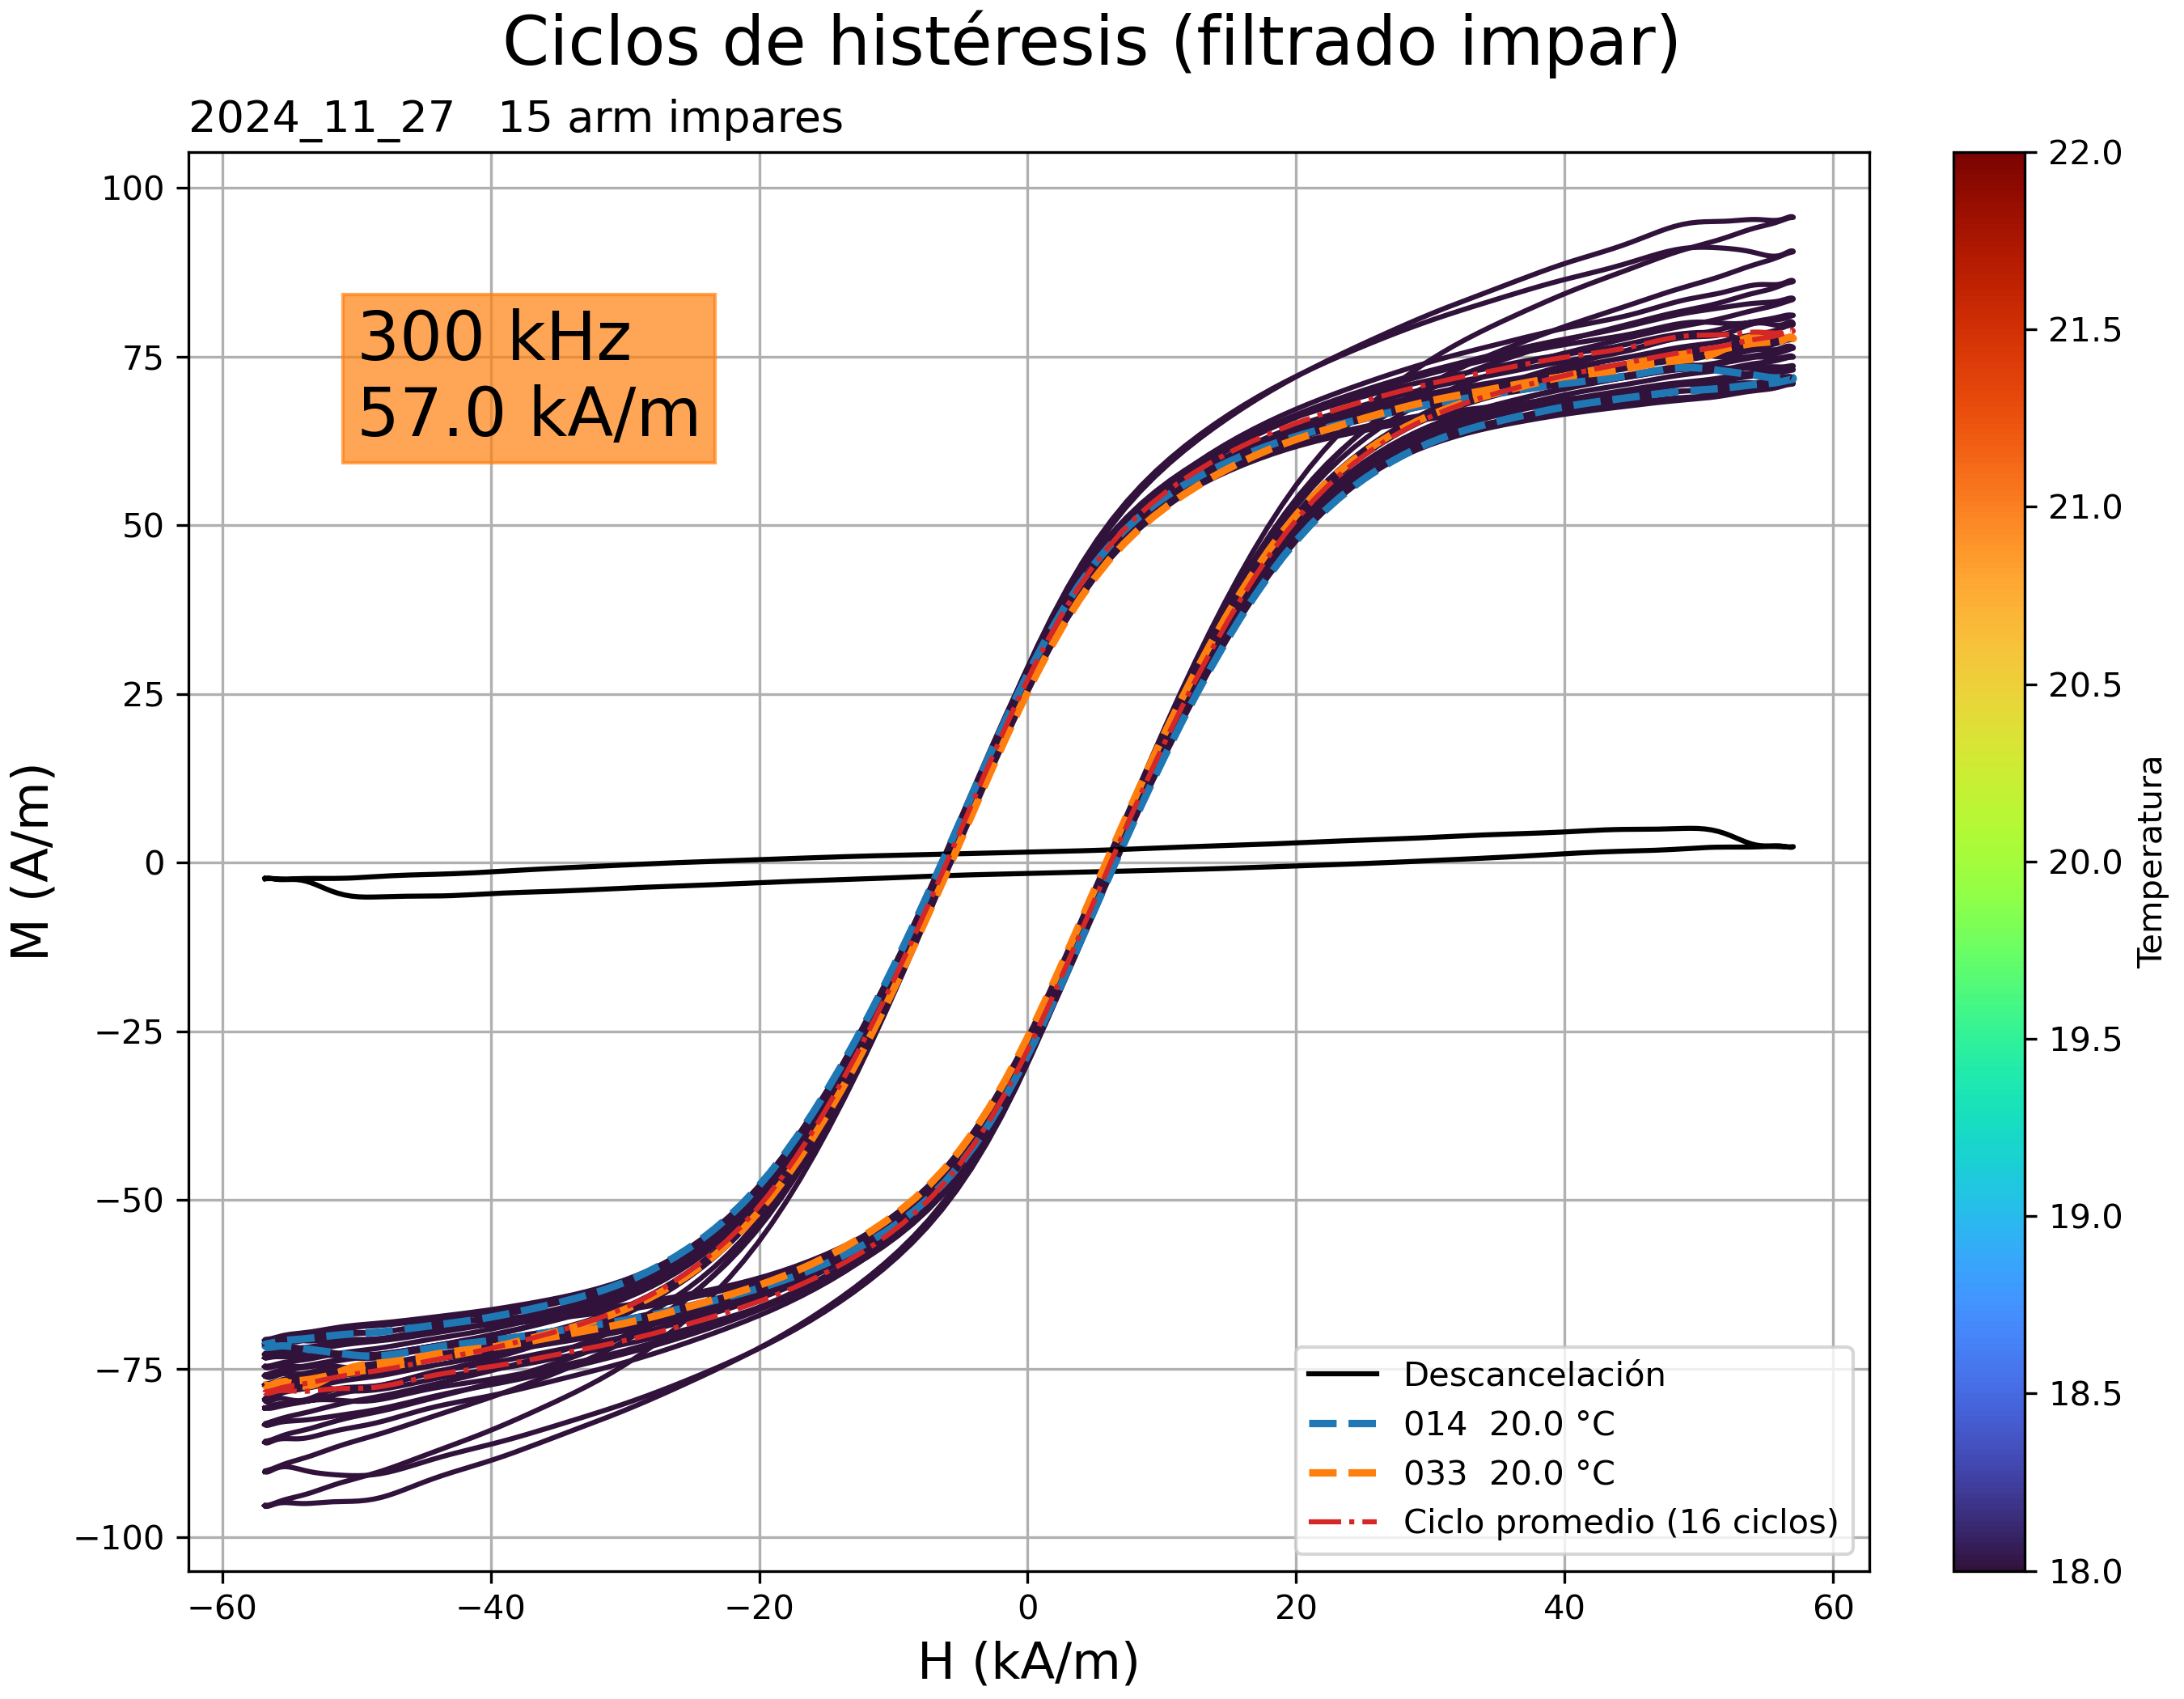 Ciclos de histéresis (filtrado impar)
2024_11_27   15 arm impares
300 kHz
57.0 kA/m
100
75
50
25
0
−25
−50
−75
−100
M (A/m)
−60
−40
−20
0
20
40
60
H (kA/m)
Descancelación
014  20.0 °C
033  20.0 °C
Ciclo promedio (16 ciclos)
22.0
21.5
21.0
20.5
20.0
19.5
19.0
18.5
18.0
Temperatura